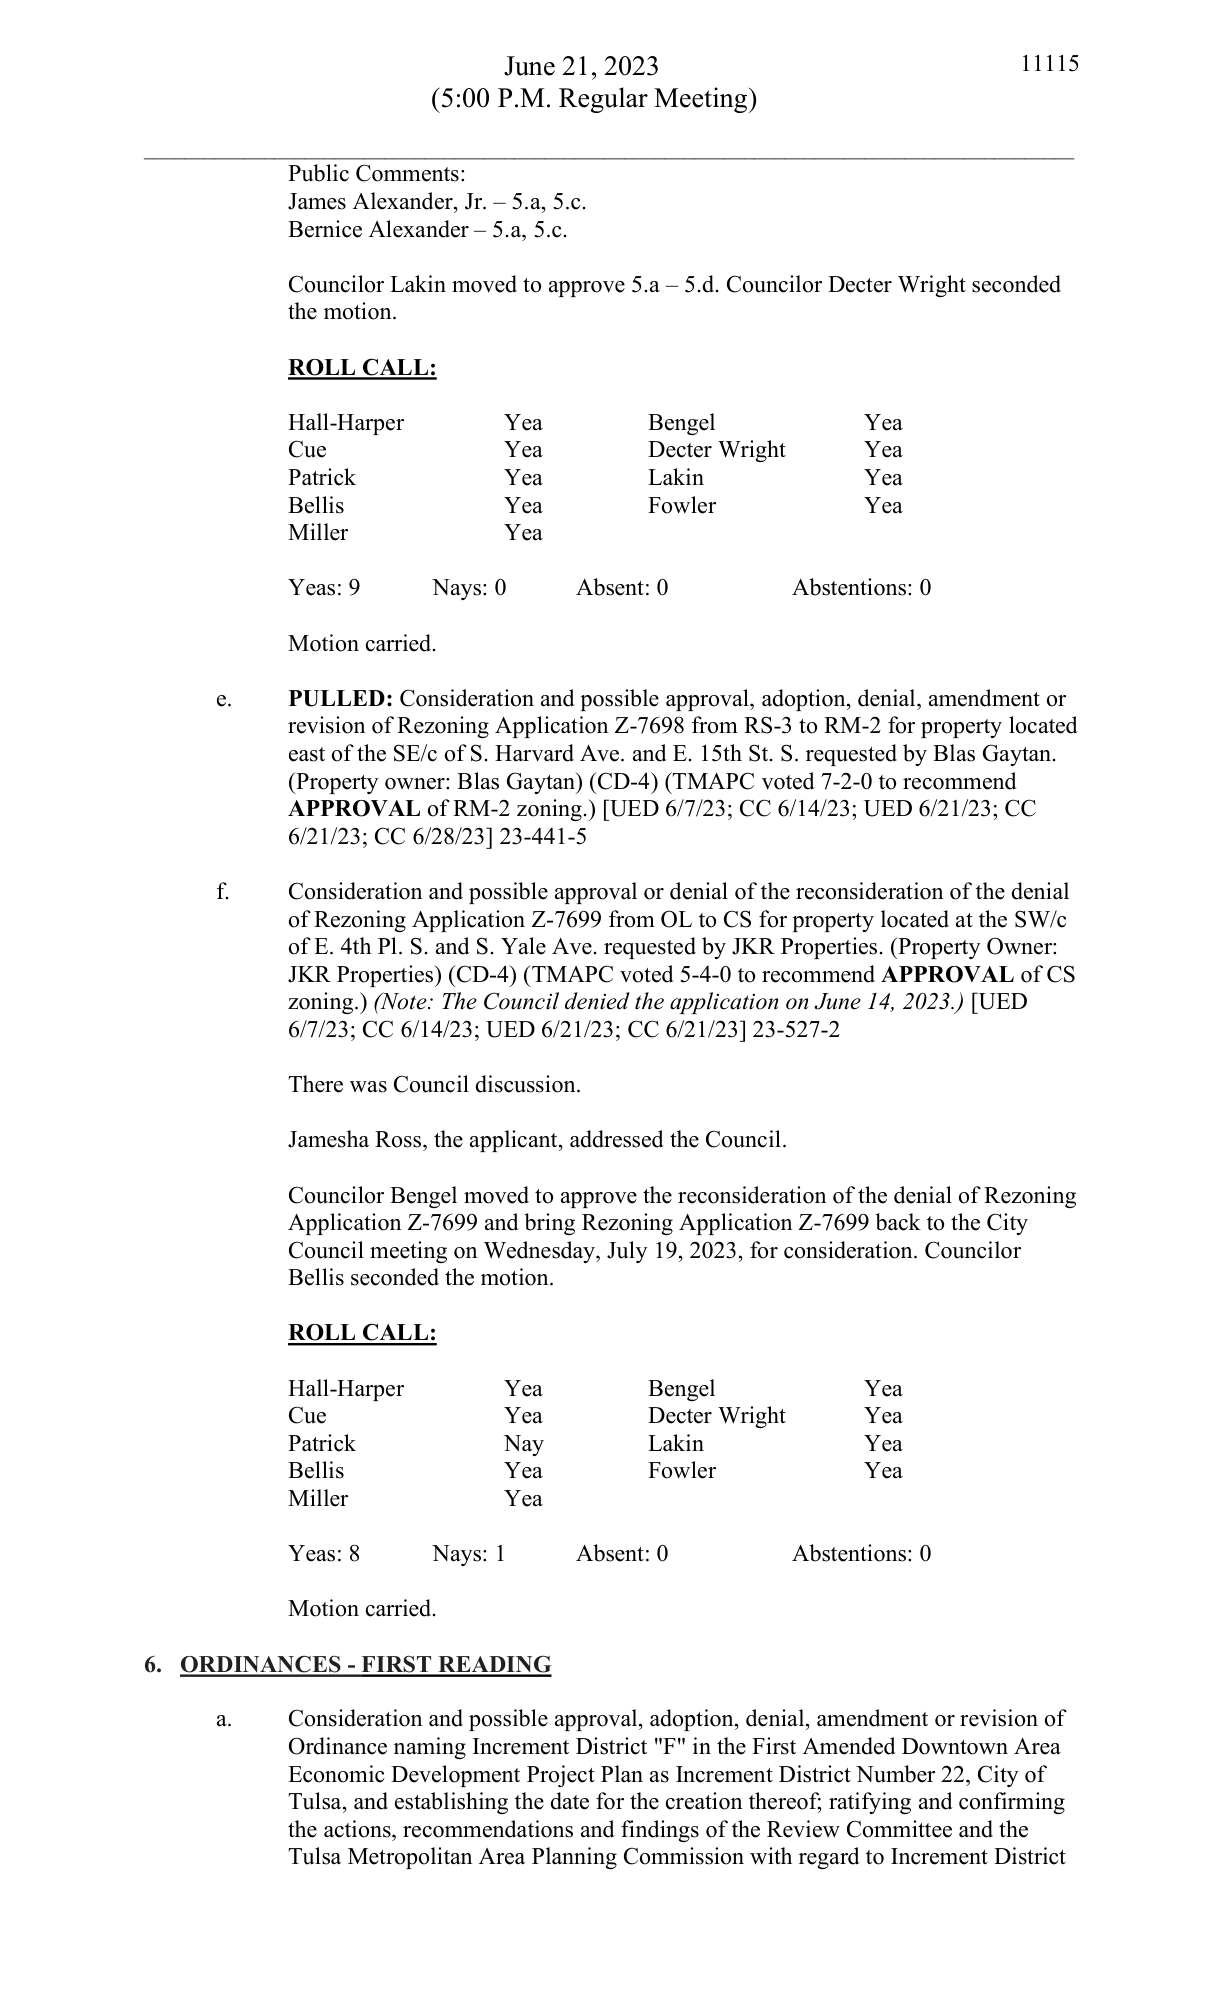 June 21, 2023
11115
(5:00 P.M. Regular Meeting)
Public Comments:
James Alexander, Jr. – 5.a, 5.c.
Bernice Alexander – 5.a, 5.c.
Councilor Lakin moved to approve 5.a – 5.d. Councilor Decter Wright seconded
the motion.
ROLL CALL:
Hall-Harper Yea Bengel Yea
Cue Yea Decter Wright Yea
Patrick Yea Lakin Yea
Bellis Yea Fowler Yea
Miller Yea
Yeas: 9 Nays: 0 Absent: 0 Abstentions: 0
Motion carried.
e. PULLED: Consideration and possible approval, adoption, denial, amendment or
revision of Rezoning Application Z-7698 from RS-3 to RM-2 for property located
east of the SE/c of S. Harvard Ave. and E. 15th St. S. requested by Blas Gaytan.
(Property owner: Blas Gaytan) (CD-4) (TMAPC voted 7-2-0 to recommend
APPROVAL of RM-2 zoning.) [UED 6/7/23; CC 6/14/23; UED 6/21/23; CC
6/21/23; CC 6/28/23] 23-441-5
f. Consideration and possible approval or denial of the reconsideration of the denial
of Rezoning Application Z-7699 from OL to CS for property located at the SW/c
of E. 4th Pl. S. and S. Yale Ave. requested by JKR Properties. (Property Owner:
JKR Properties) (CD-4) (TMAPC voted 5-4-0 to recommend APPROVAL of CS
zoning.) (Note: The Council denied the application on June 14, 2023.) [UED
6/7/23; CC 6/14/23; UED 6/21/23; CC 6/21/23] 23-527-2
There was Council discussion.
Jamesha Ross, the applicant, addressed the Council.
Councilor Bengel moved to approve the reconsideration of the denial of Rezoning
Application Z-7699 and bring Rezoning Application Z-7699 back to the City
Council meeting on Wednesday, July 19, 2023, for consideration. Councilor
Bellis seconded the motion.
ROLL CALL:
Hall-Harper Yea Bengel Yea
Cue Yea Decter Wright Yea
Patrick Nay Lakin Yea
Bellis Yea Fowler Yea
Miller Yea
Yeas: 8 Nays: 1 Absent: 0 Abstentions: 0
Motion carried.
6. ORDINANCES - FIRST READING
a. Consideration and possible approval, adoption, denial, amendment or revision of
Ordinance naming Increment District "F" in the First Amended Downtown Area
Economic Development Project Plan as Increment District Number 22, City of
Tulsa, and establishing the date for the creation thereof; ratifying and confirming
the actions, recommendations and findings of the Review Committee and the
Tulsa Metropolitan Area Planning Commission with regard to Increment District